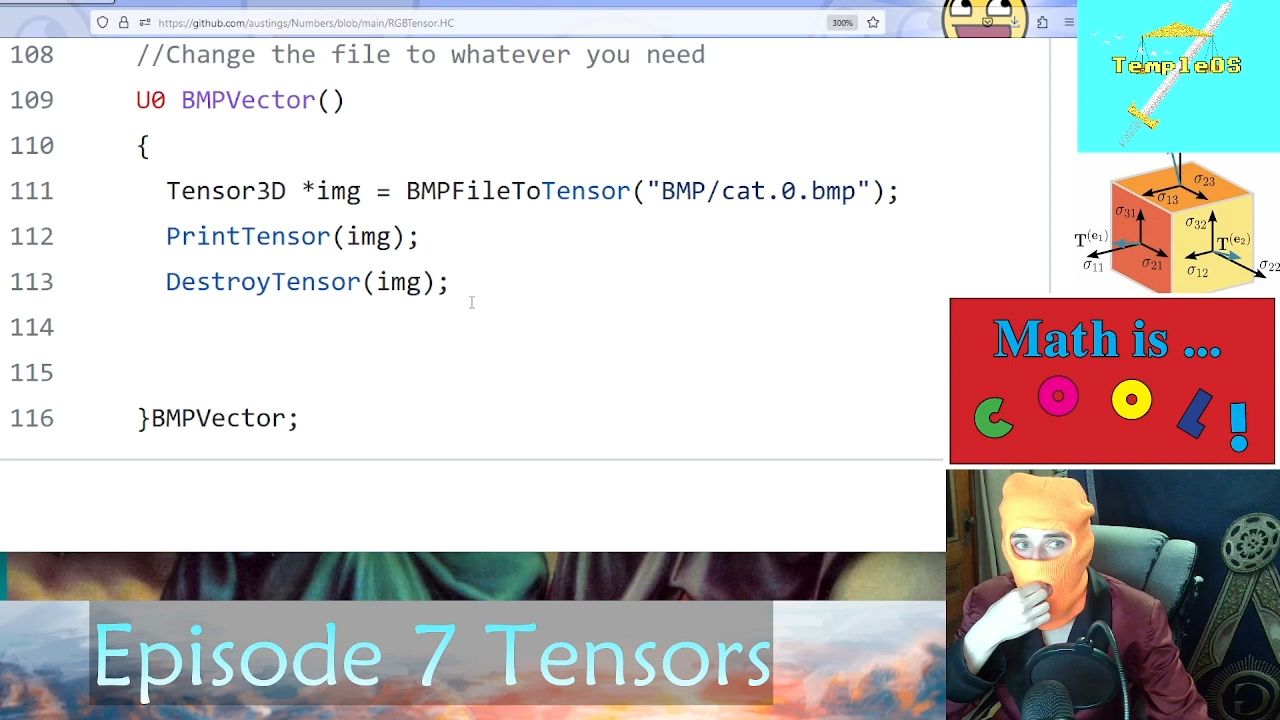 https://github.com/austings/Numbers/blob/main/RGBTensor.HC
300%
108 //Change the file to whatever you need
109 U0 BMPVector()
110 {
111 Tensor3D *img = BMPFileToTensor("BMP/cat.0.bmp");
112 PrintTensor(img);
113 DestroyTensor(img);
114
115
116 }BMPVector;
TempleOS
σ23
σ13
σ31
σ32
T(e1)
T(e2)
σ11
σ21
σ12
σ22
Math is ...
COOL!
Episode 7 Tensors